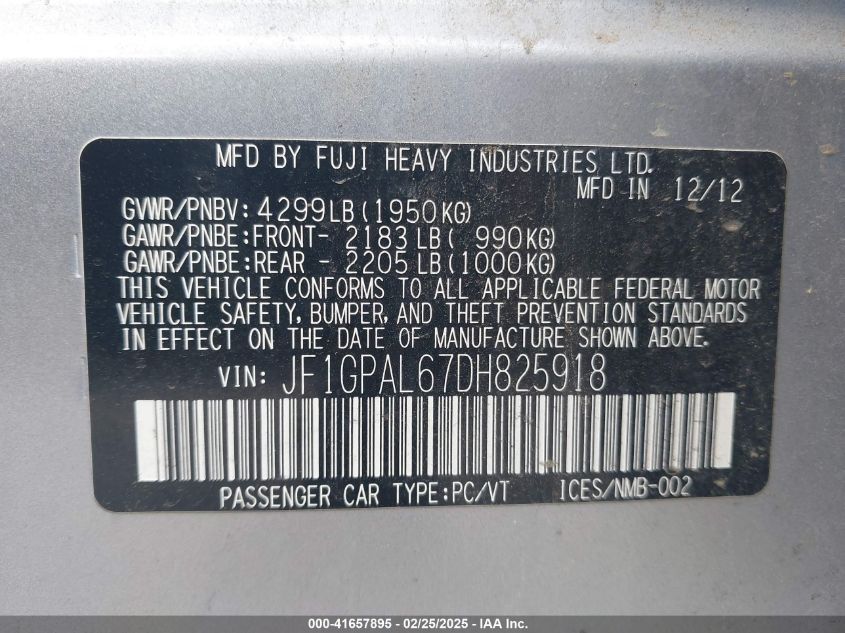 MFD BY FUJI HEAVY INDUSTRIES LTD.
MFD IN 12/12
GVWR/PNBV: 4299LB(1950KG)
GAWR/PNBE:FRONT- 2183 LB( 990KG)
GAWR/PNBE:REAR - 2205 LB(1000KG)
THIS VEHICLE CONFORMS TO ALL APPLICABLE FEDERAL MOTOR
VEHICLE SAFETY, BUMPER, AND THEFT PREVENTION STANDARDS
IN EFFECT ON THE DATE OF MANUFACTURE SHOWN ABOVE.
VIN: JF1GPAL67DH825918
PASSENGER CAR TYPE:PC/VT ICES/NMB-002
000-41657895 - 02/25/2025 - IAA Inc.